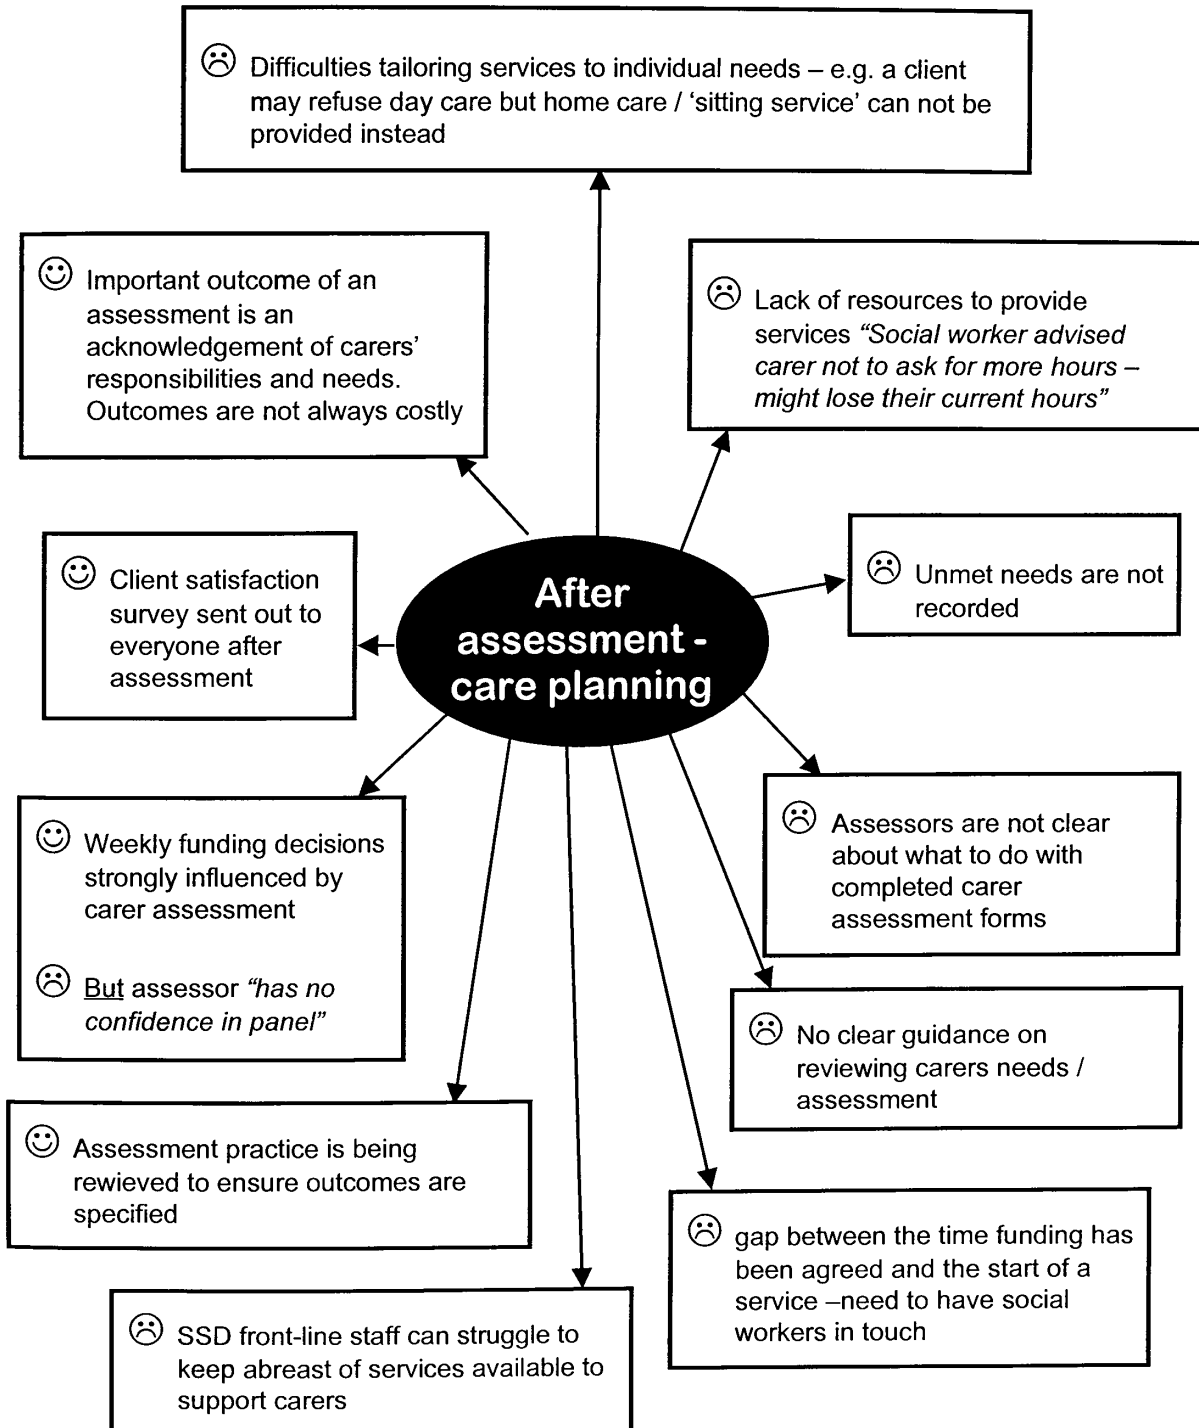 Difficulties tailoring services to individual needs – e.g. a client
may refuse day care but home care / ‘sitting service’ can not be
provided instead
Important outcome of an
assessment is an
acknowledgement of carers’
responsibilities and needs.
Outcomes are not always costly
Lack of resources to provide
services “Social worker advised
carer not to ask for more hours –
might lose their current hours”
Client satisfaction
survey sent out to
everyone after
assessment
After
assessment -
care planning
Unmet needs are not
recorded
Weekly funding decisions
strongly influenced by
carer assessment
But assessor “has no
confidence in panel”
Assessors are not clear
about what to do with
completed carer
assessment forms
No clear guidance on
reviewing carers needs /
assessment
Assessment practice is being
rewieved to ensure outcomes are
specified
gap between the time funding has
been agreed and the start of a
service –need to have social
workers in touch
SSD front-line staff can struggle to
keep abreast of services available to
support carers